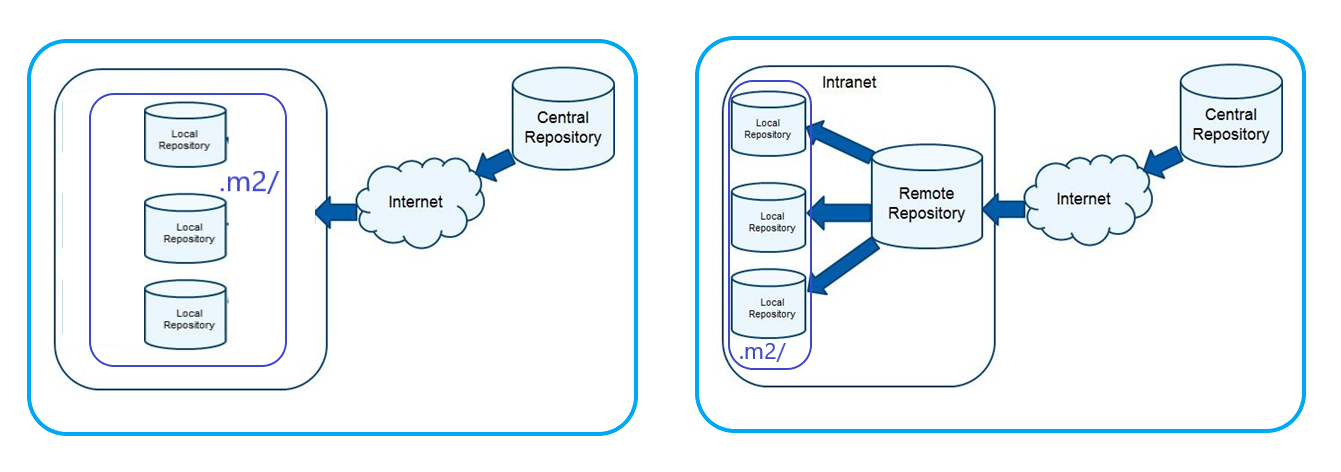 Local
Repository
.m2/
Local
Repository
Local
Repository
Internet
Central
Repository
Intranet
Local
Repository
Local
Repository
Local
Repository
.m2/
Remote
Repository
Internet
Central
Repository